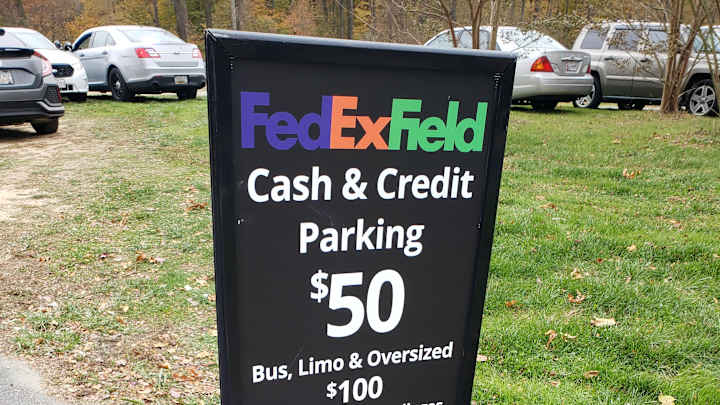 FedExField
Cash & Credit
Parking
$50
Bus, Limo & Oversized
$100